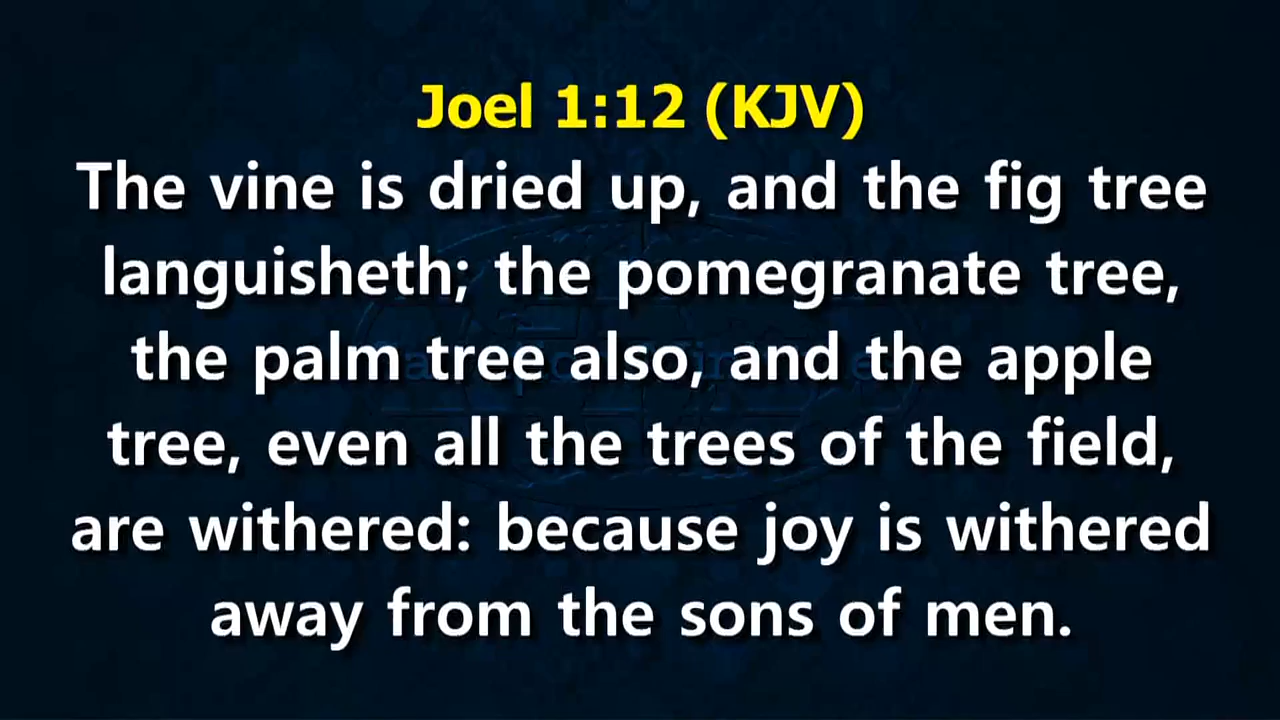 Joel 1:12 (KJV)
The vine is dried up, and the fig tree
languisheth; the pomegranate tree,
the palm tree also, and the apple
tree, even all the trees of the field,
are withered: because joy is withered
away from the sons of men.